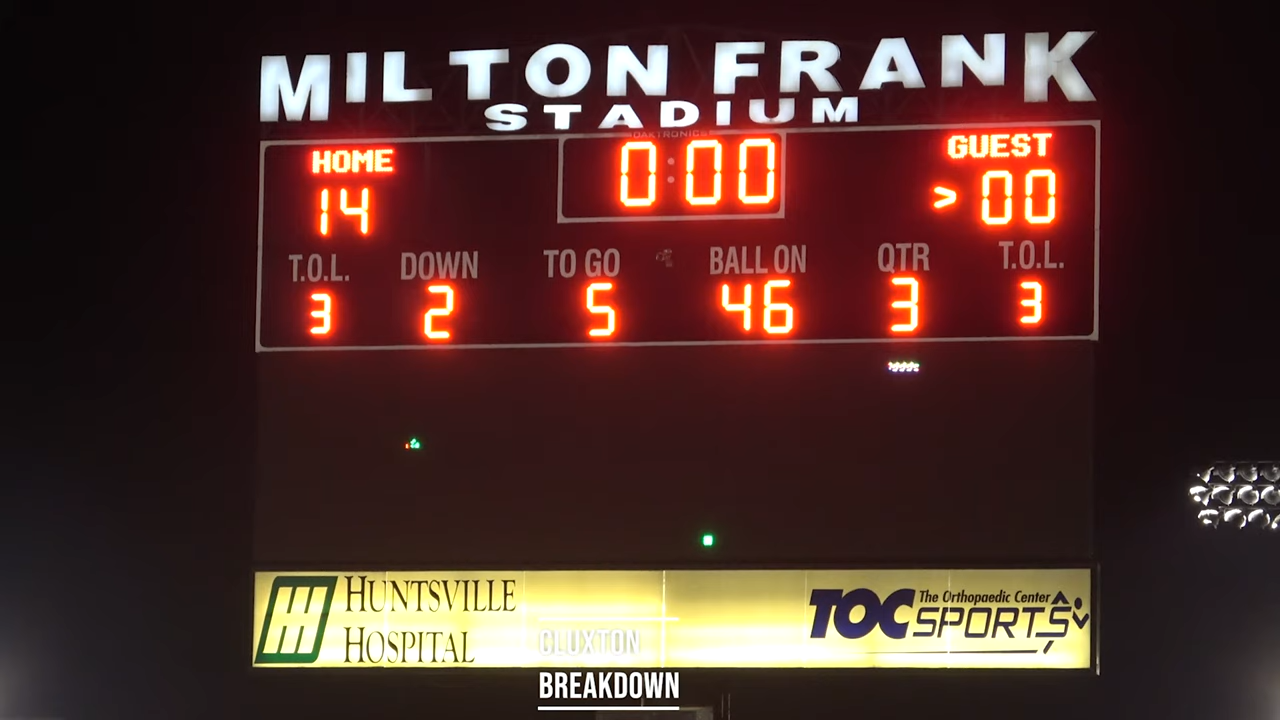 MILTON FRANK
STADIUM
DAKTRONICS
HOME 0:00 GUEST
14 > 00
T.O.L. DOWN TO GO BALL ON QTR T.O.L.
3 2 5 46 3 3
HUNTSVILLE
HOSPITAL
TOC The Orthopaedic Center
SPORTS
CLUXTON
BREAKDOWN